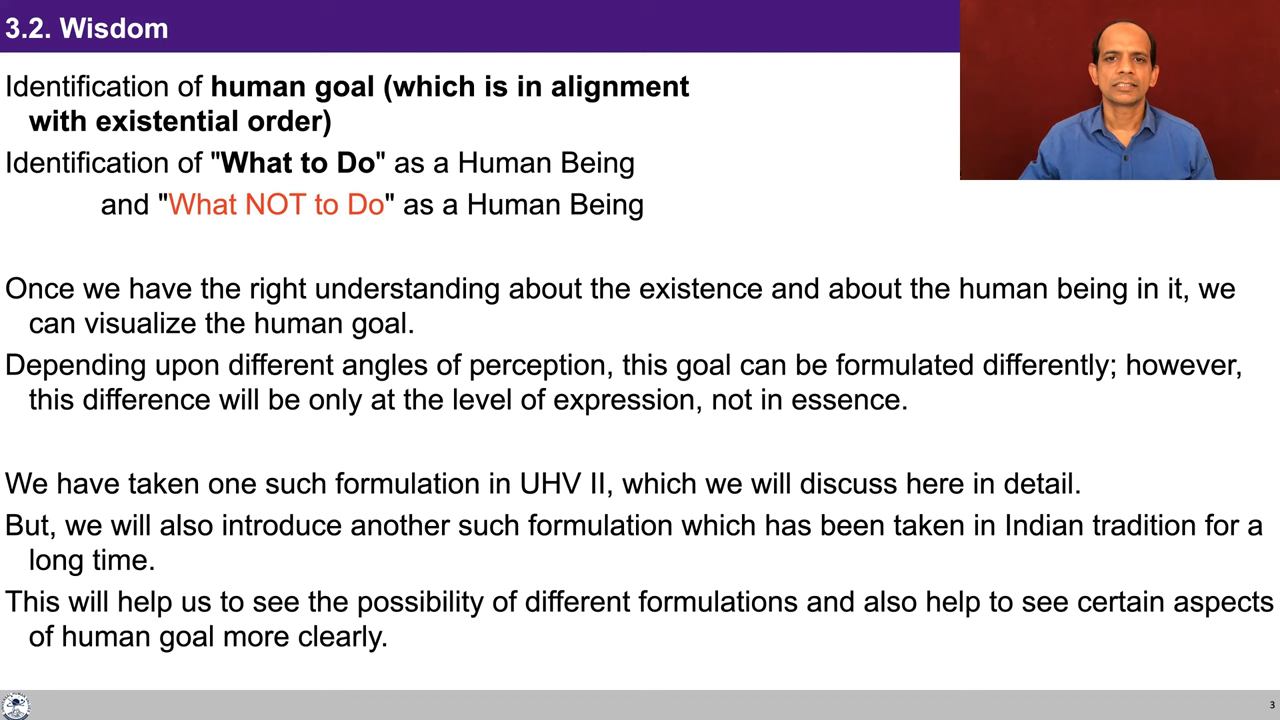 3.2. Wisdom
Identification of human goal (which is in alignment
with existential order)
Identification of "What to Do" as a Human Being
and "What NOT to Do" as a Human Being
Once we have the right understanding about the existence and about the human being in it, we
can visualize the human goal.
Depending upon different angles of perception, this goal can be formulated differently; however,
this difference will be only at the level of expression, not in essence.
We have taken one such formulation in UHV II, which we will discuss here in detail.
But, we will also introduce another such formulation which has been taken in Indian tradition for a
long time.
This will help us to see the possibility of different formulations and also help to see certain aspects
of human goal more clearly.
3